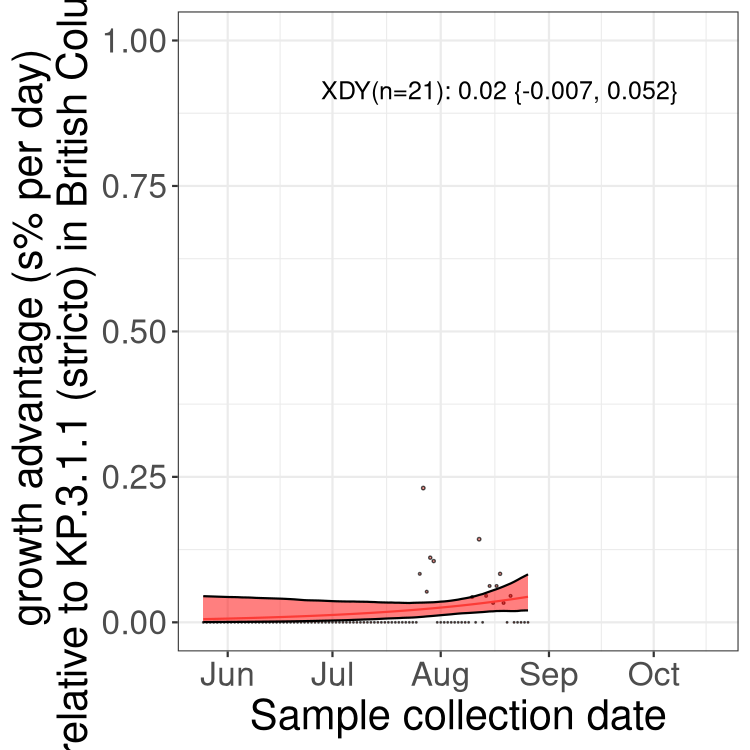 growth advantage (s% per day)
relative to KP.3.1.1 (stricto) in British Colu
1.00
0.75
0.50
0.25
0.00
XDY(n=21): 0.02 {-0.007, 0.052}
Jun Jul Aug Sep Oct
Sample collection date